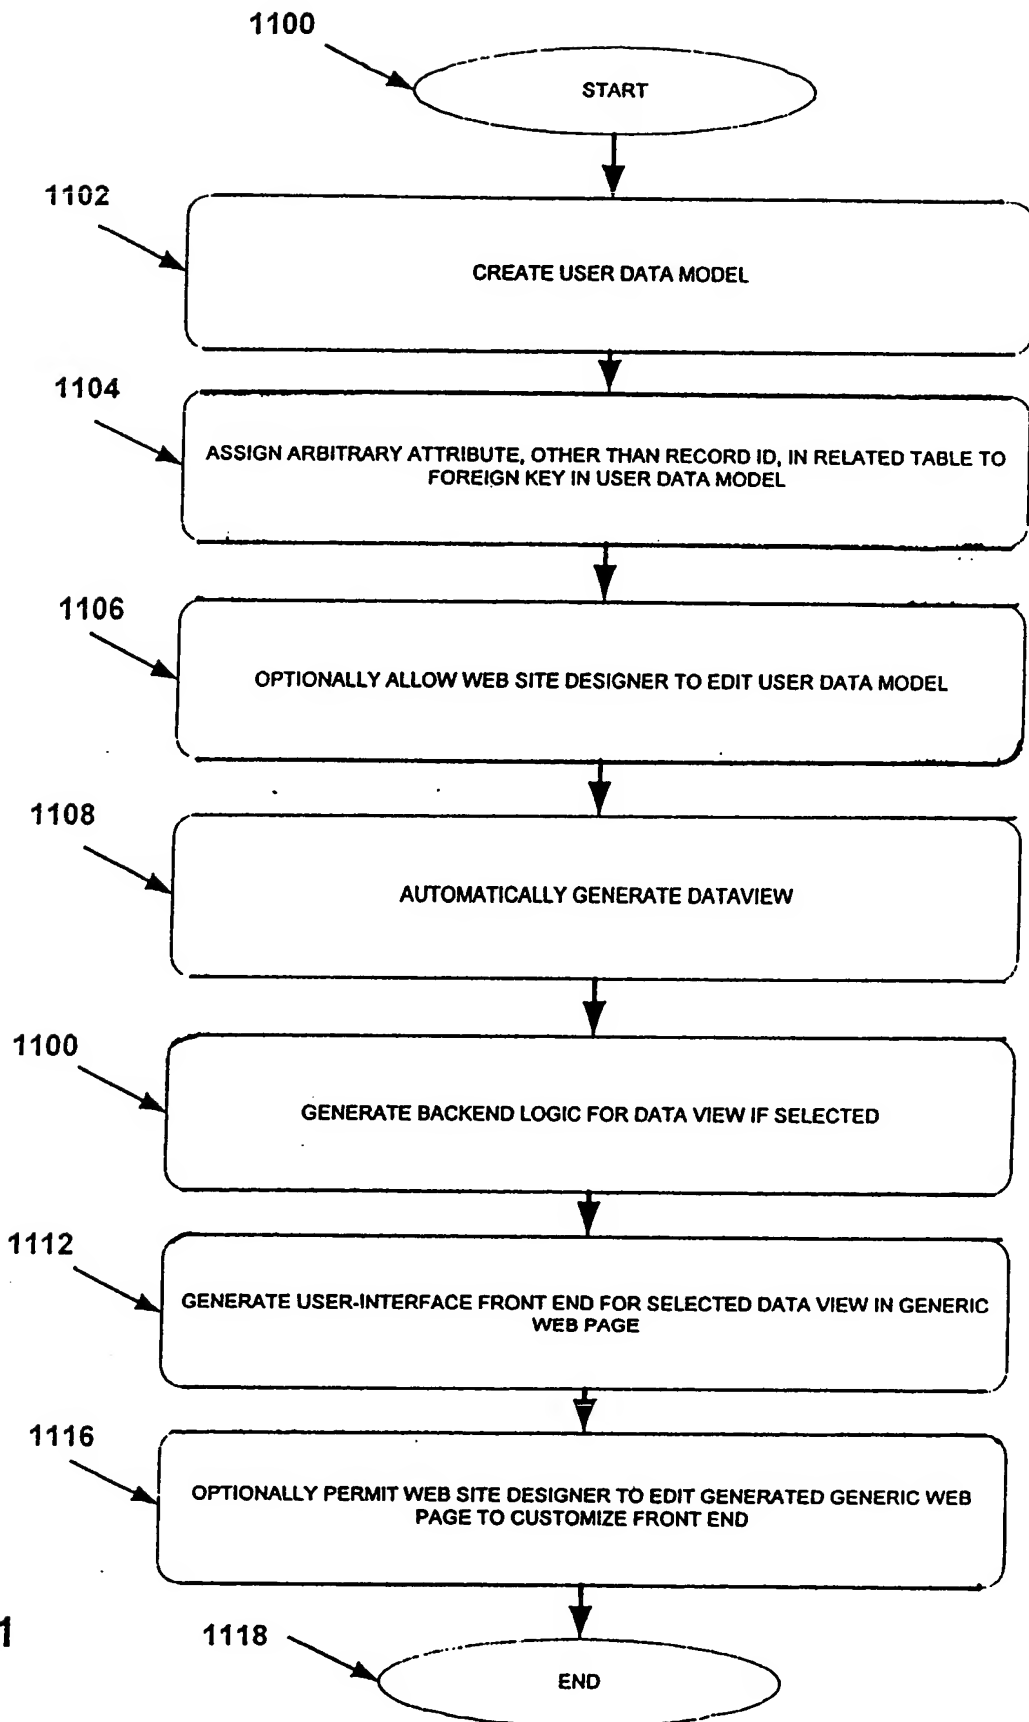 1100
START
1102
CREATE USER DATA MODEL
1104
ASSIGN ARBITRARY ATTRIBUTE, OTHER THAN RECORD ID, IN RELATED TABLE TO
FOREIGN KEY IN USER DATA MODEL
1106
OPTIONALLY ALLOW WEB SITE DESIGNER TO EDIT USER DATA MODEL
1108
AUTOMATICALLY GENERATE DATAVIEW
1100
GENERATE BACKEND LOGIC FOR DATA VIEW IF SELECTED
1112
GENERATE USER-INTERFACE FRONT END FOR SELECTED DATA VIEW IN GENERIC
WEB PAGE
1116
OPTIONALLY PERMIT WEB SITE DESIGNER TO EDIT GENERATED GENERIC WEB
PAGE TO CUSTOMIZE FRONT END
1
1118
END